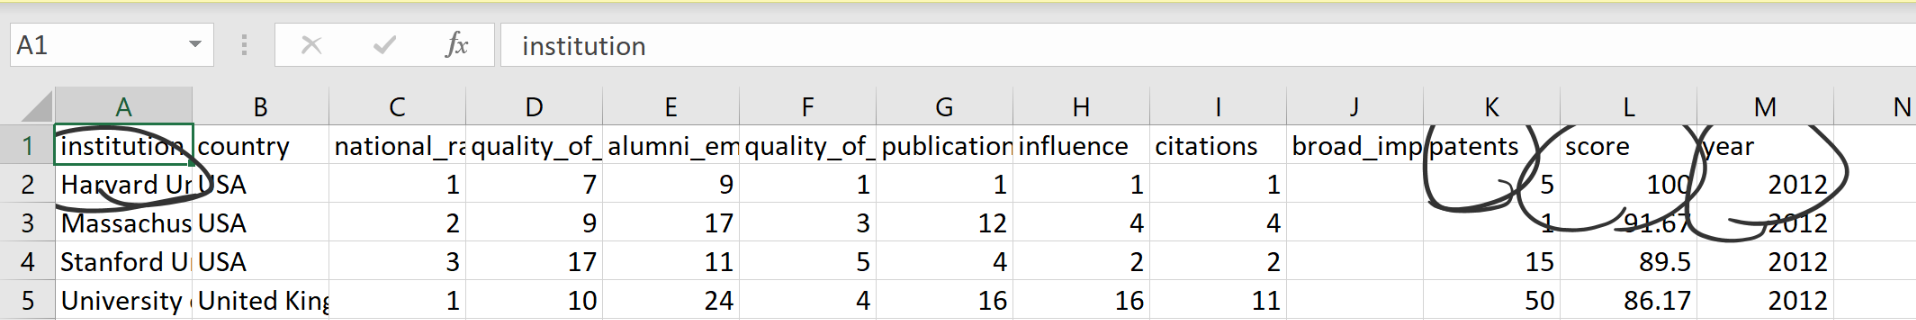 A1 fx institution
A B C D E F G H I J K L M N
1 institution country national_ra quality_of_ alumni_em quality_of_ publication influence citations broad_imp patents score year
2 Harvard Un USA 1 7 9 1 1 1 1 5 100 2012
3 Massachus USA 2 9 17 3 12 4 4 1 91.67 2012
4 Stanford U USA 3 17 11 5 4 2 2 15 89.5 2012
5 University United King 1 10 24 4 16 16 11 50 86.17 2012